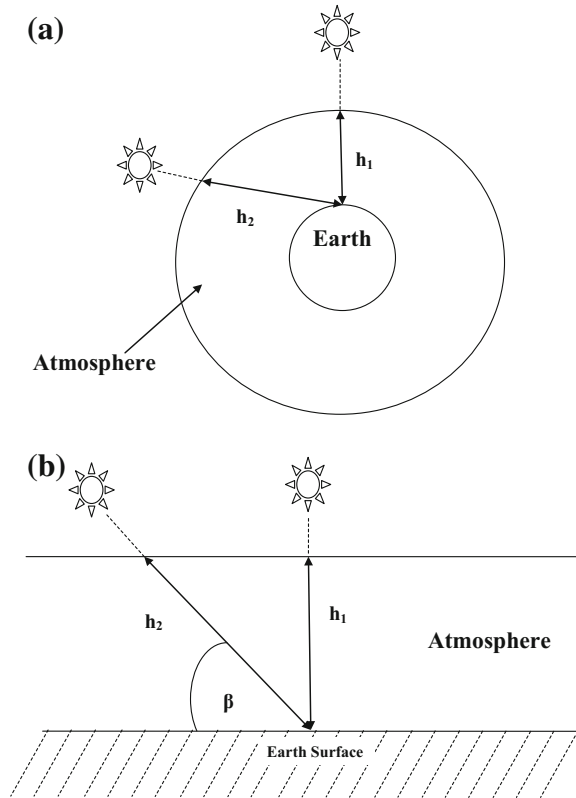 (a)
h1
h2
Earth
Atmosphere
(b)
h2
h1
Atmosphere
β
Earth Surface